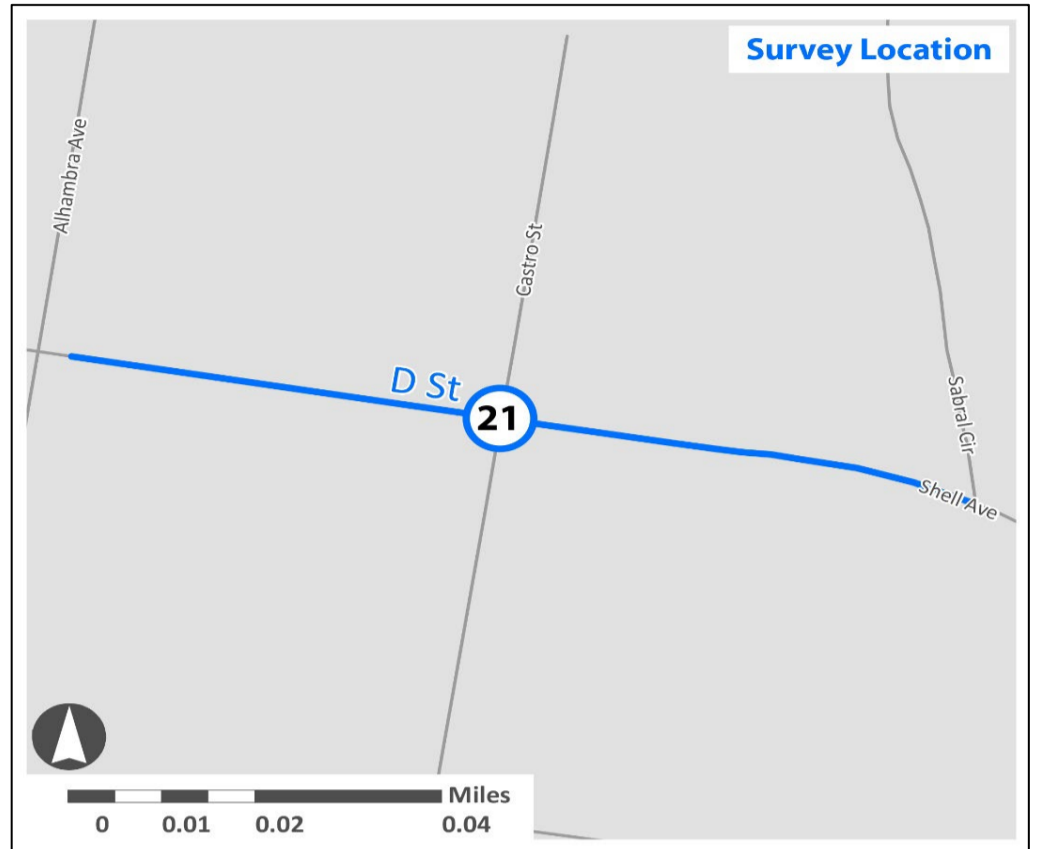 Survey Location
Alhambra Ave
Castro St
D St
21
Sabral Cir
Shell Ave
Miles
0 0.01 0.02 0.04